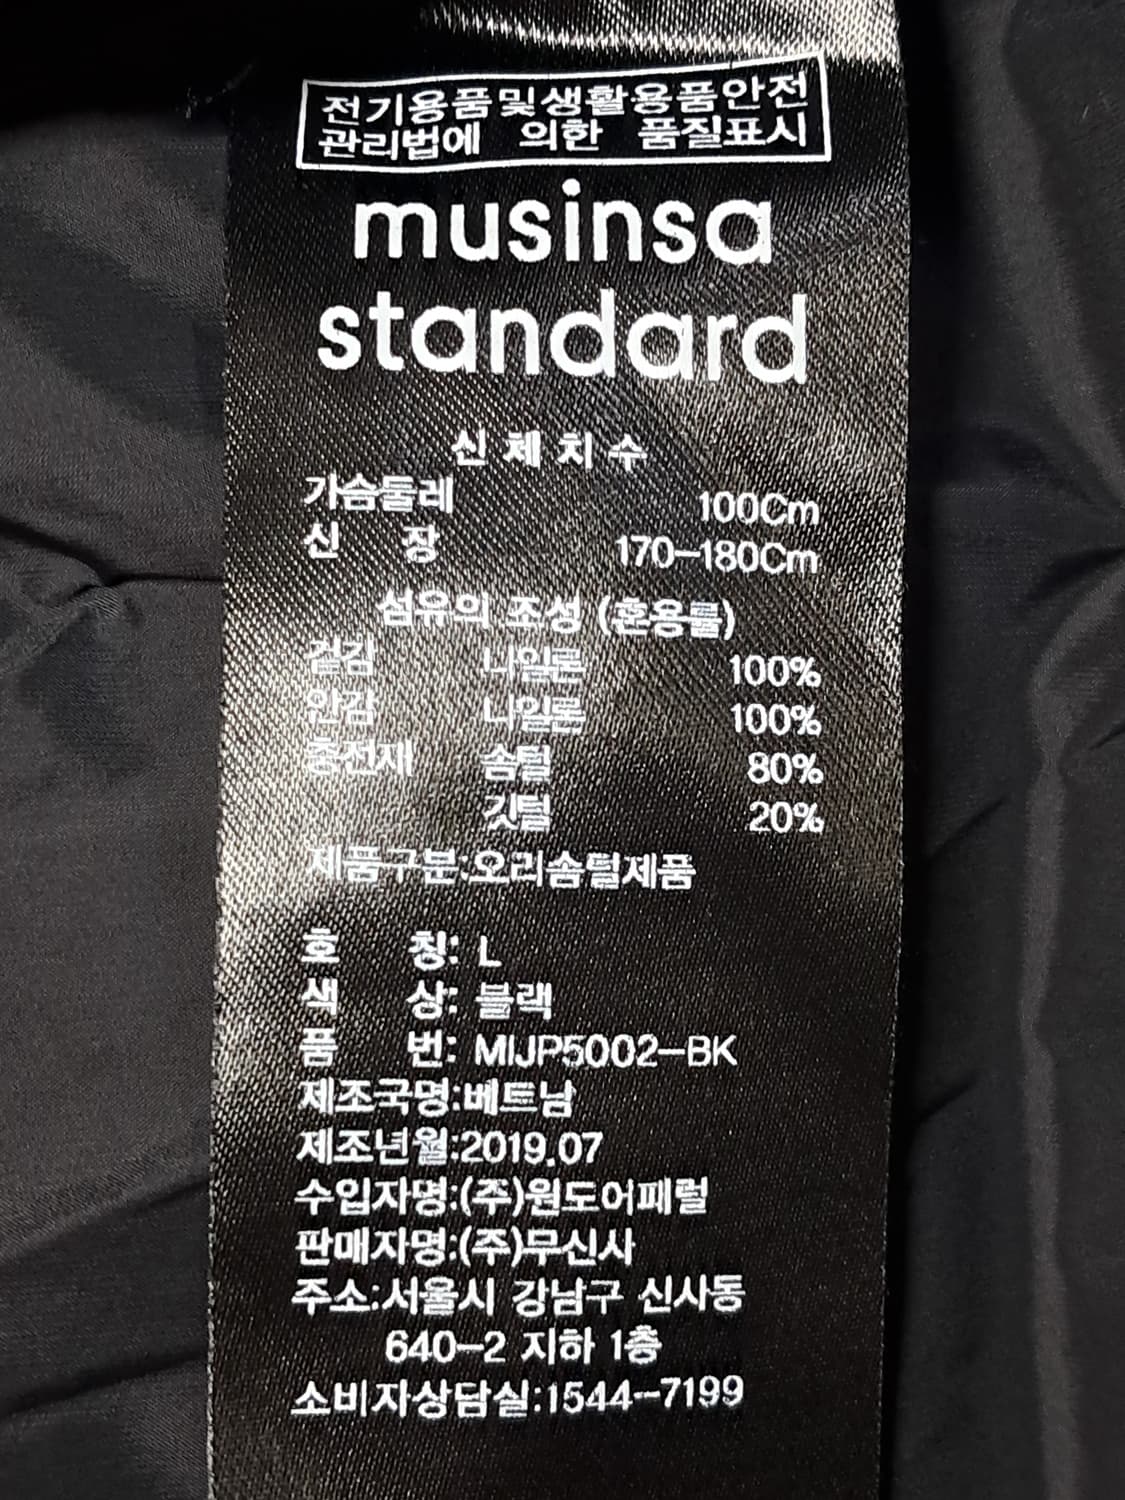 전기용품및생활용품안전
관리법에 의한 품질표시
musinsa
standard
신체치수
가슴둘레 100Cm
신 장 170-180Cm
섬유의 조성 (혼용률)
겉감 나일론 100%
안감 나일론 100%
충전재 솜털 80%
깃털 20%
제품구분:오리솜털제품
호 칭: L
색 상: 블랙
품 번: MIJP5002-BK
제조국명:베트남
제조년월:2019.07
수입자명:(주)원도어패럴
판매자명:(주)무신사
주소:서울시 강남구 신사동
640-2 지하 1층
소비자상담실:1544-7199